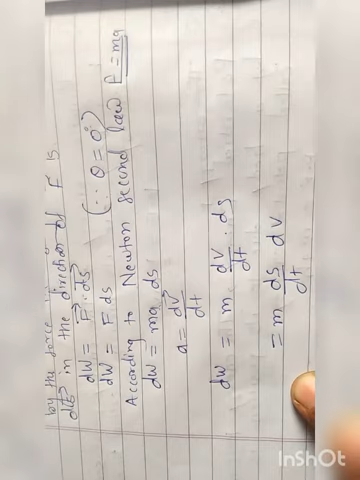 by the force
d𝑠⃗ in the direction of F is
dW = F⃗ · ds⃗
dW = F ds (∵ θ = 0°)
According to Newton second law F = ma
dW = ma ds
a = dv⃗/dt
dW = m dv/dt · ds
= m ds/dt dv
InShOt